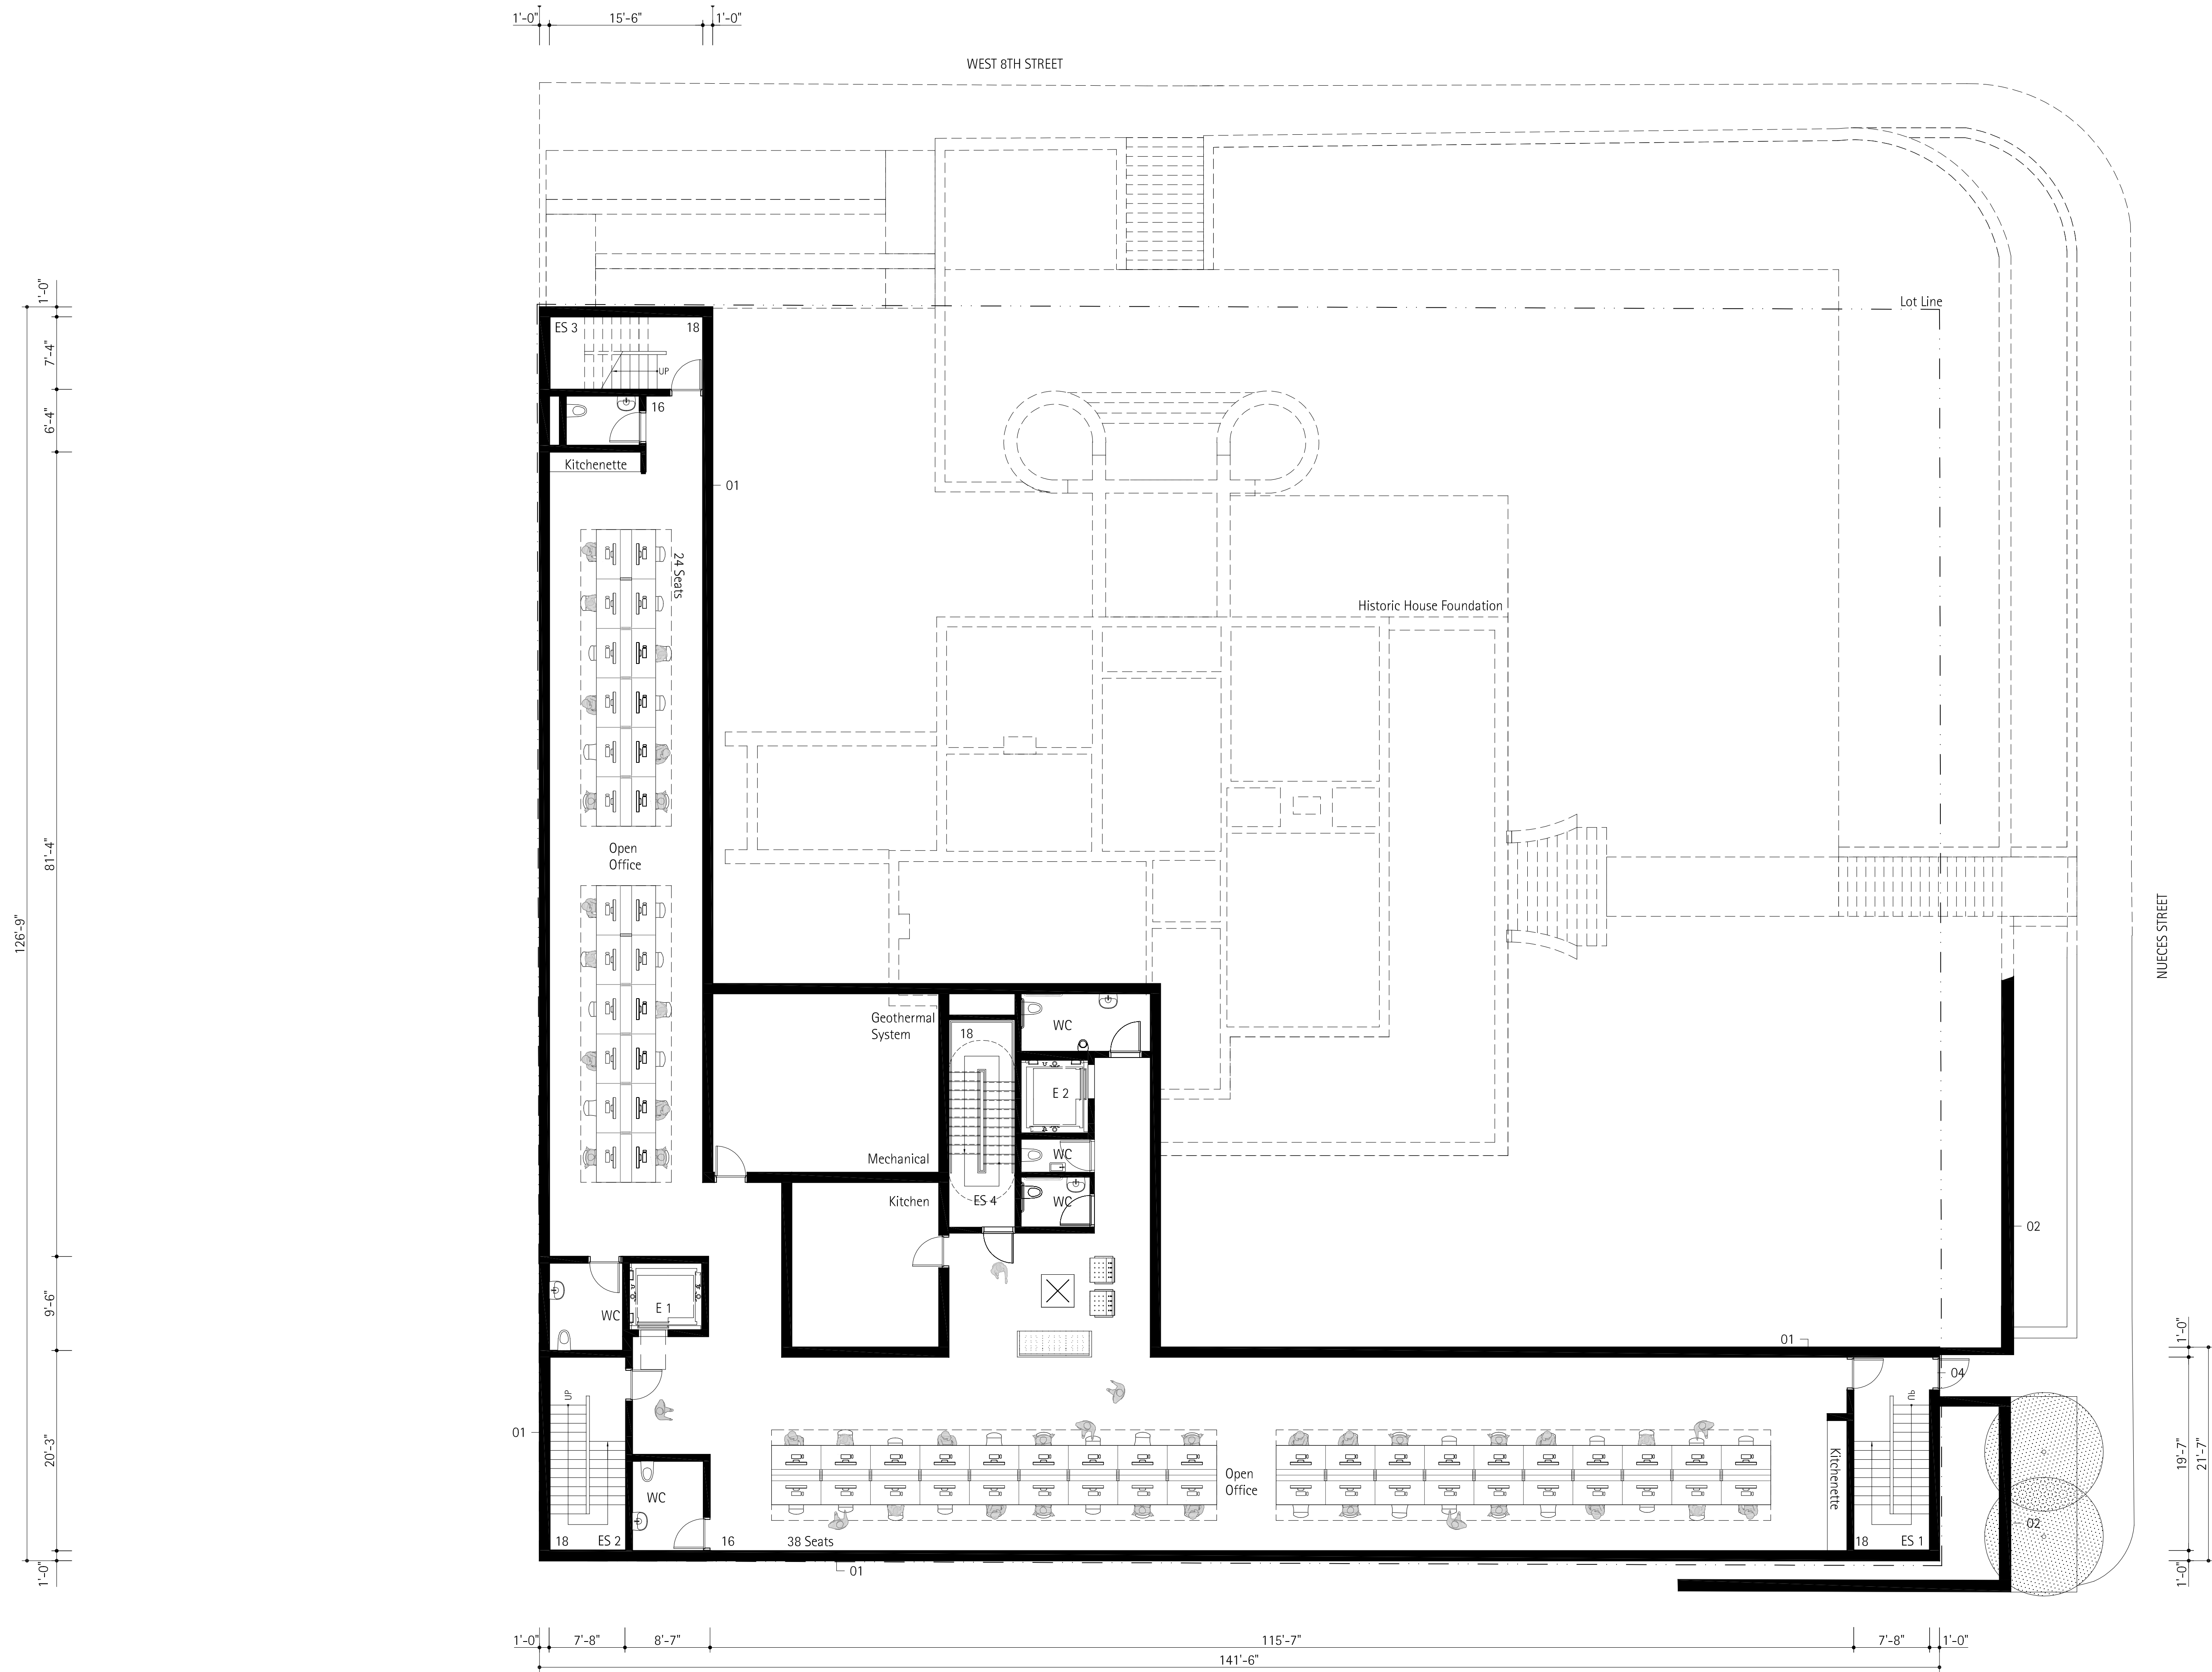 1'-0" 15'-6" 1'-0"
WEST 8TH STREET
Lot Line
1'-0"
7'-4"
6'-4"
81'-4"
126'-9"
9'-6"
20'-3"
1'-0"
ES 3
18
UP
16
Kitchenette
01
24 Seats
Historic House Foundation
Open
Office
NUECES STREET
Geothermal
System
18
WC
E 2
Mechanical
WC
Kitchen
ES 4
WC
02
WC
E 1
01
04
UP
UP
01
Open
Office
Kitchenette
WC
02
18
ES 2
16
38 Seats
18
ES 1
01
1'-0"
19'-7"
21'-7"
1'-0"
1'-0" 7'-8" 8'-7" 115'-7" 7'-8" 1'-0"
141'-6"